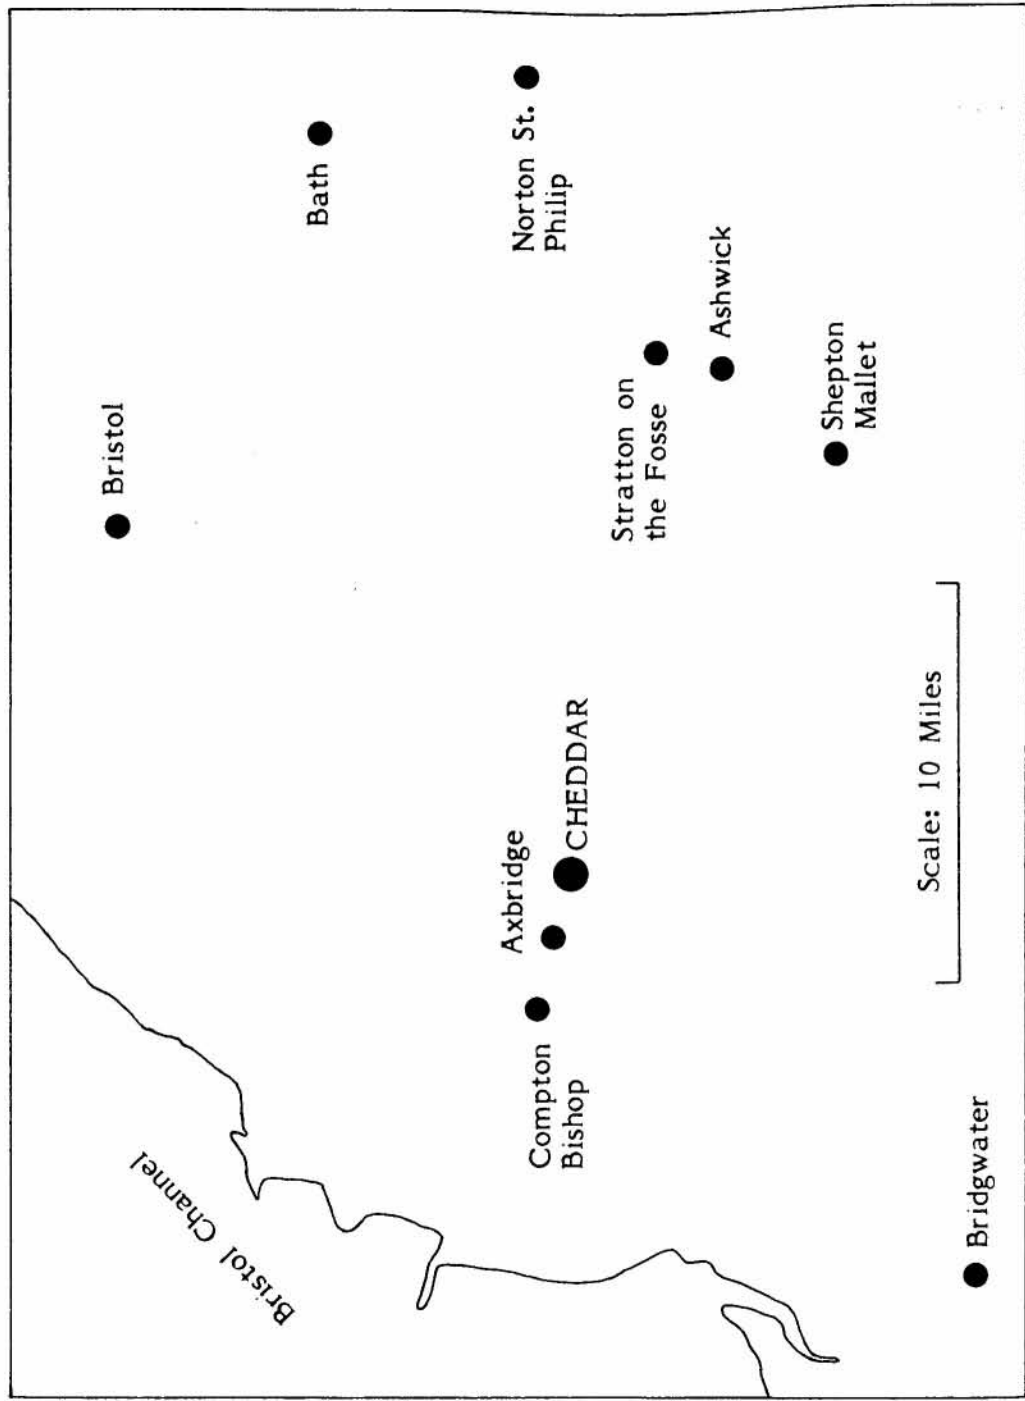 Bristol Channel
Bristol
Bath
Norton St.
Philip
Axbridge
CHEDDAR
Compton
Bishop
Stratton on
the Fosse
Ashwick
Shepton
Mallet
Scale: 10 Miles
Bridgwater